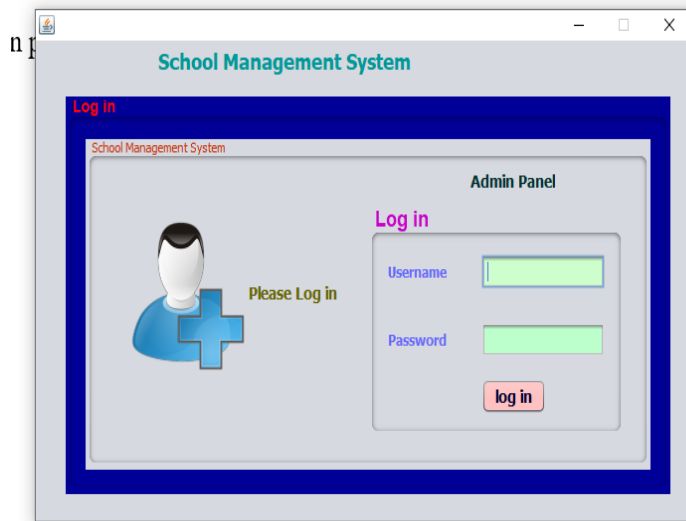 n p
School Management System
Log in
School Management System
Admin Panel
Log in
Username
Please Log in
Password
log in